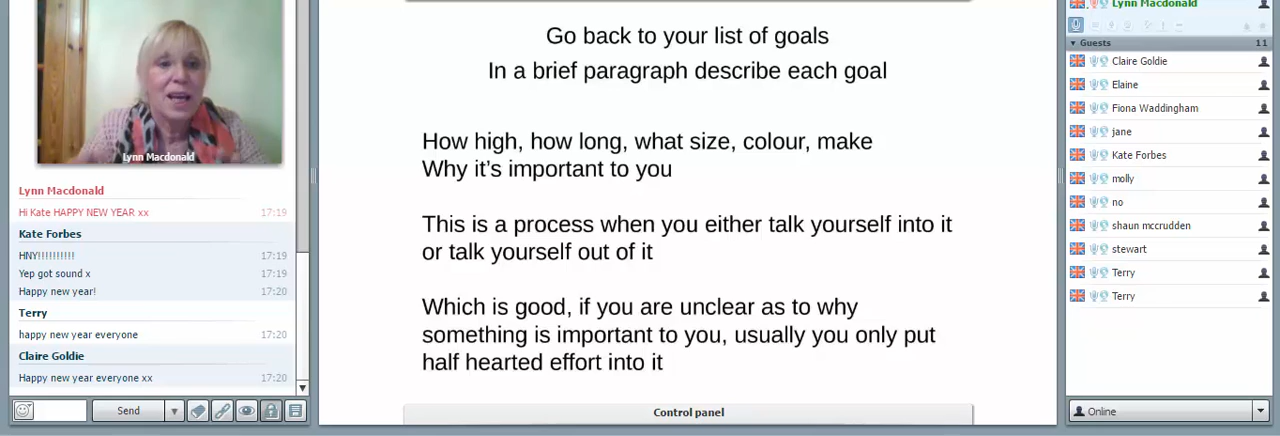 Lynn Macdonald
Lynn Macdonald
Hi Kate HAPPY NEW YEAR xx 17:19
Kate Forbes
HNY!!!!!!!!!! 17:19
Yep got sound x 17:19
Happy new year! 17:20
Terry
happy new year everyone 17:20
Claire Goldie
Happy new year everyone xx 17:20
Send
Go back to your list of goals
In a brief paragraph describe each goal
How high, how long, what size, colour, make
Why it's important to you
This is a process when you either talk yourself into it
or talk yourself out of it
Which is good, if you are unclear as to why
something is important to you, usually you only put
half hearted effort into it
Control panel
Lynn Macdonald
Guests 11
Claire Goldie
Elaine
Fiona Waddingham
jane
Kate Forbes
molly
no
shaun mccrudden
stewart
Terry
Terry
Online